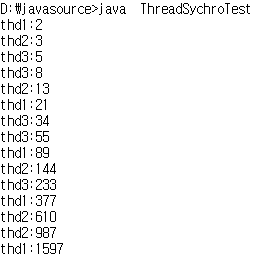 D:\javasource>java  ThreadSychroTest
thd1:2
thd2:3
thd3:5
thd3:8
thd2:13
thd1:21
thd3:34
thd3:55
thd1:89
thd2:144
thd3:233
thd1:377
thd2:610
thd2:987
thd1:1597